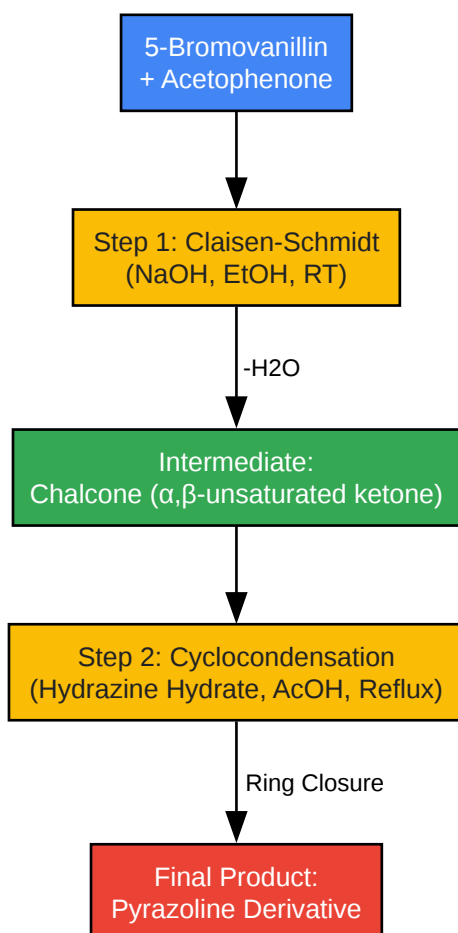 5-Bromovanillin
+ Acetophenone
Step 1: Claisen-Schmidt
(NaOH, EtOH, RT)
-H2O
Intermediate:
Chalcone (α,β-unsaturated ketone)
Step 2: Cyclocondensation
(Hydrazine Hydrate, AcOH, Reflux)
Ring Closure
Final Product:
Pyrazoline Derivative